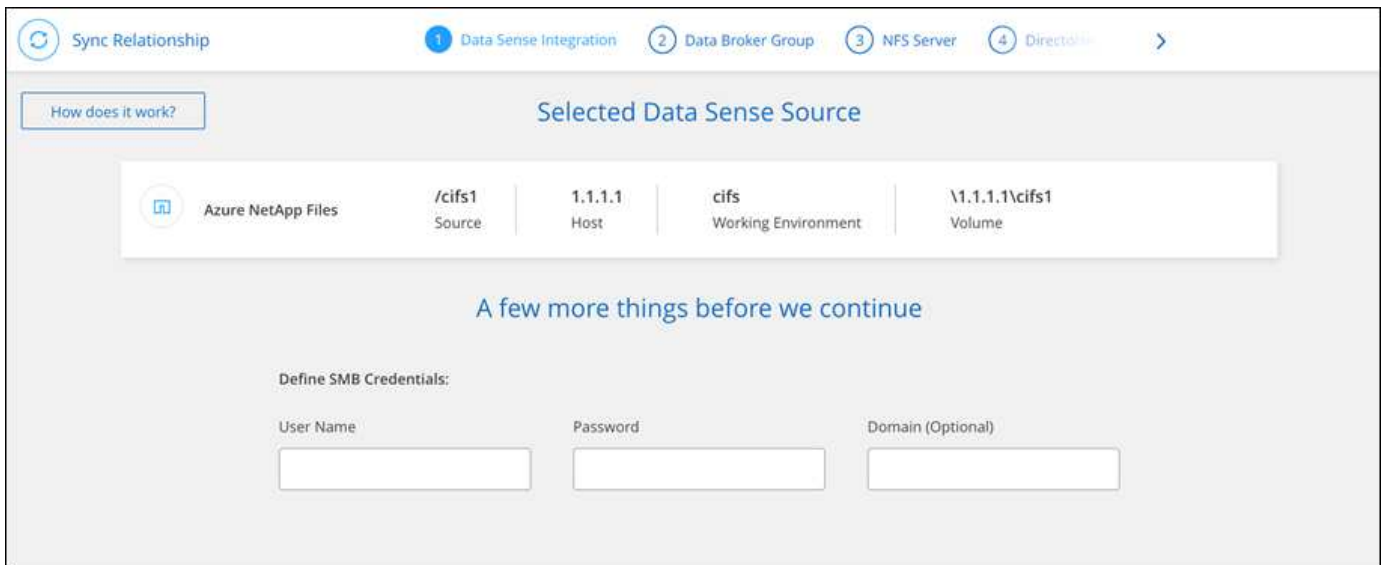 Sync Relationship
1 Data Sense Integration
2 Data Broker Group
3 NFS Server
4
How does it work?
Selected Data Sense Source
Azure NetApp Files
/cifs1
Source
1.1.1.1
Host
cifs
Working Environment
\1.1.1.1\cifs1
Volume
A few more things before we continue
Define SMB Credentials:
User Name
Password
Domain (Optional)